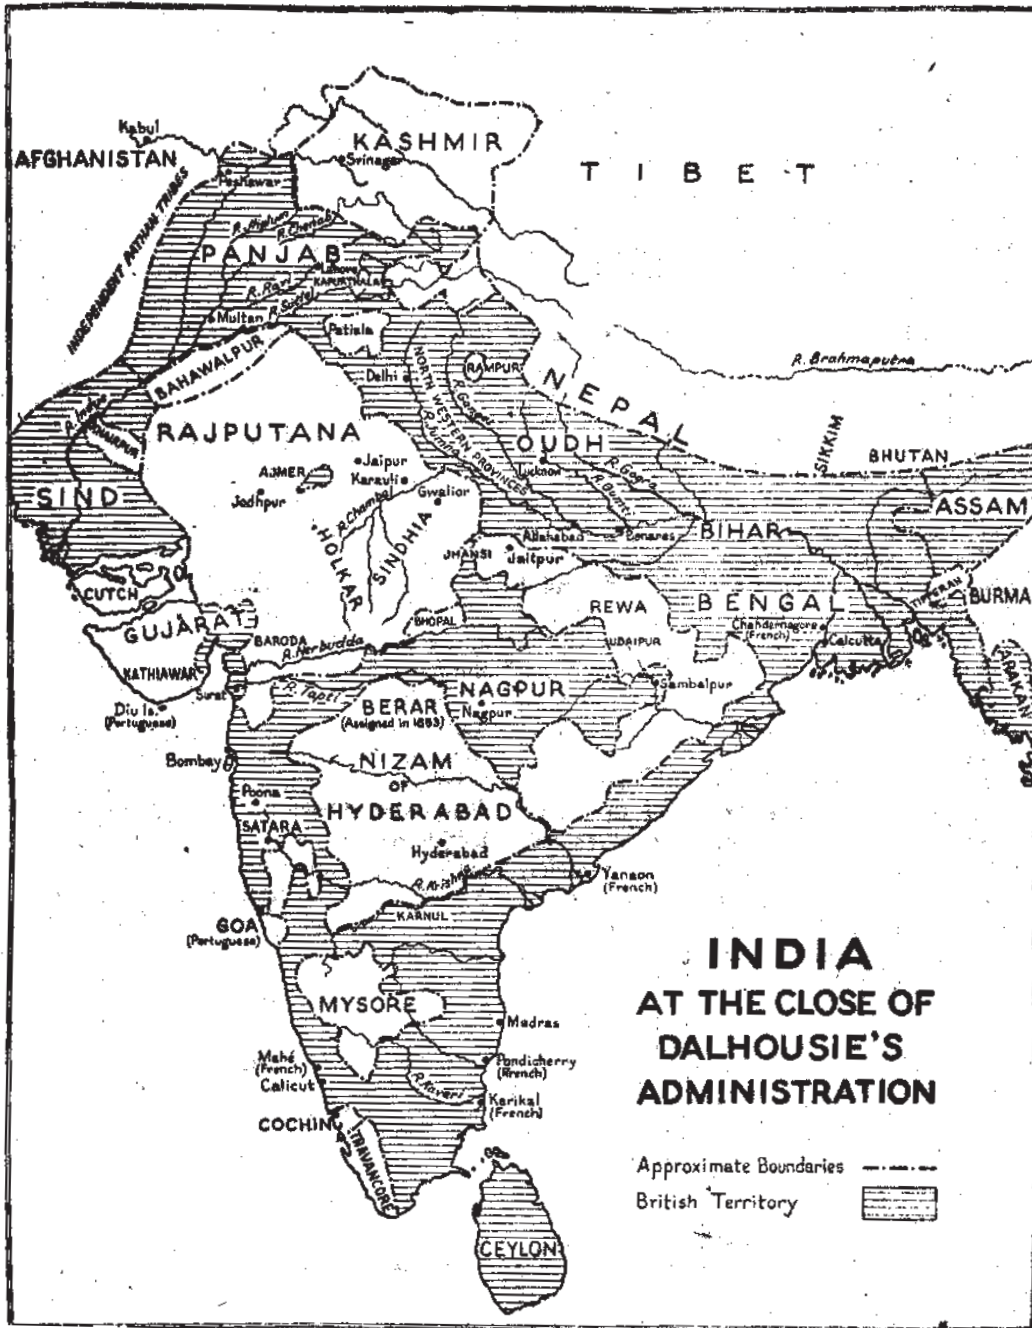 Kabul
AFGHANISTAN
KASHMIR
Srinagar
TIBET
Peshawar
INDEPENDENT PATHAN TRIBES
R. Jhelum
R. Chenab
PANJAB
Lahore
KAPURTHALA
R. Ravi
R. Sutlej
Multan
Patiala
BAHAWALPUR
Delhi
NORTH WESTERN PROVINCES
RAMPUR
R. Ganges
R. Jumna
NEPAL
R. Brahmaputra
R. Indus
RAJPUTANA
OUDH
Lucknow
R. Gogra
R. Gumti
SIKKIM
BHUTAN
ASSAM
SIND
AJMER
Jaipur
Karauli
Jodhpur
Gwalior
R. Chambal
HOLKAR
SINDHIA
Allahabad
Benares
BIHAR
JHANSI
Jaitpur
CUTCH
GUJARAT
BHOPAL
REWA
BENGAL
Chandernagore
(French)
Calcutta
TIPPERAH
BURMA
ARAKAN
BARODA
R. Nerbudda
UDAIPUR
KATHIAWAR
Surat
R. Tapti
NAGPUR
Nagpur
Sambalpur
Diu Is.
(Portuguese)
BERAR
(Assigned in 1853)
Bombay
NIZAM
OF
HYDERABAD
Poona
SATARA
Hyderabad
R. Krishna
Yanaon
(French)
GOA
(Portuguese)
KARNUL
MYSORE
Madras
Mahé
(French)
Calicut
Pondicherry
(French)
R. Kaveri
Karikal
(French)
COCHIN
TRAVANCORE
CEYLON
INDIA
AT THE CLOSE OF
DALHOUSIE'S
ADMINISTRATION
Approximate Boundaries
British Territory